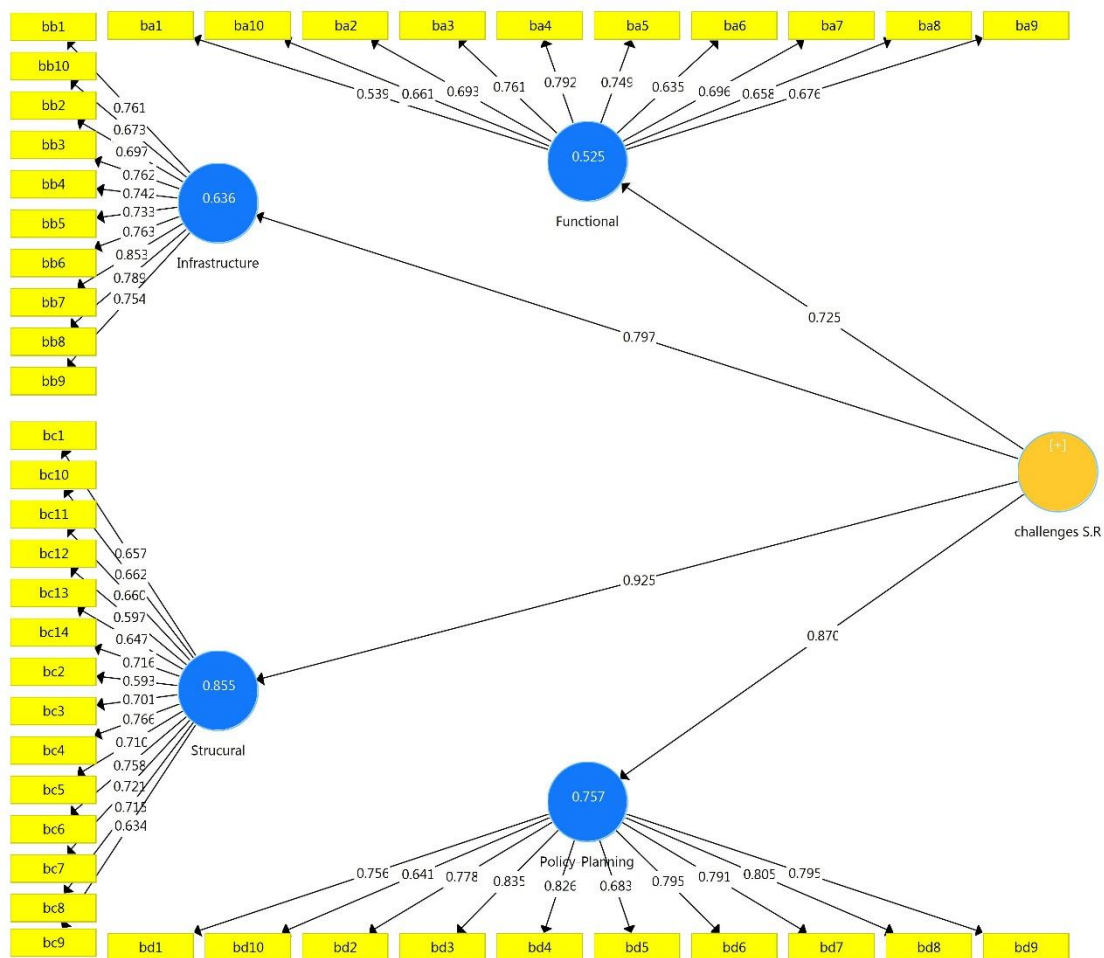 bb1
ba1
ba10
ba2
ba3
ba4
ba5
ba6
ba7
ba8
ba9
bb10
bb2
bb3
bb4
bb5
bb6
bb7
bb8
bb9
0.761
0.673
0.697
0.762
0.742
0.733
0.763
0.853
0.789
0.754
0.636
Infrastructure
0.539
0.661
0.693
0.761
0.792
0.749
0.635
0.696
0.658
0.676
0.525
Functional
0.725
0.797
[+]
challenges S.R
0.925
0.870
bc1
bc10
bc11
bc12
bc13
bc14
bc2
bc3
bc4
bc5
bc6
bc7
bc8
bc9
0.657
0.662
0.660
0.597
0.647
0.716
0.593
0.701
0.766
0.710
0.758
0.721
0.715
0.634
0.855
Strucural
0.757
Policy-Planning
0.756
0.641
0.778
0.835
0.826
0.683
0.795
0.791
0.805
0.795
bd1
bd10
bd2
bd3
bd4
bd5
bd6
bd7
bd8
bd9